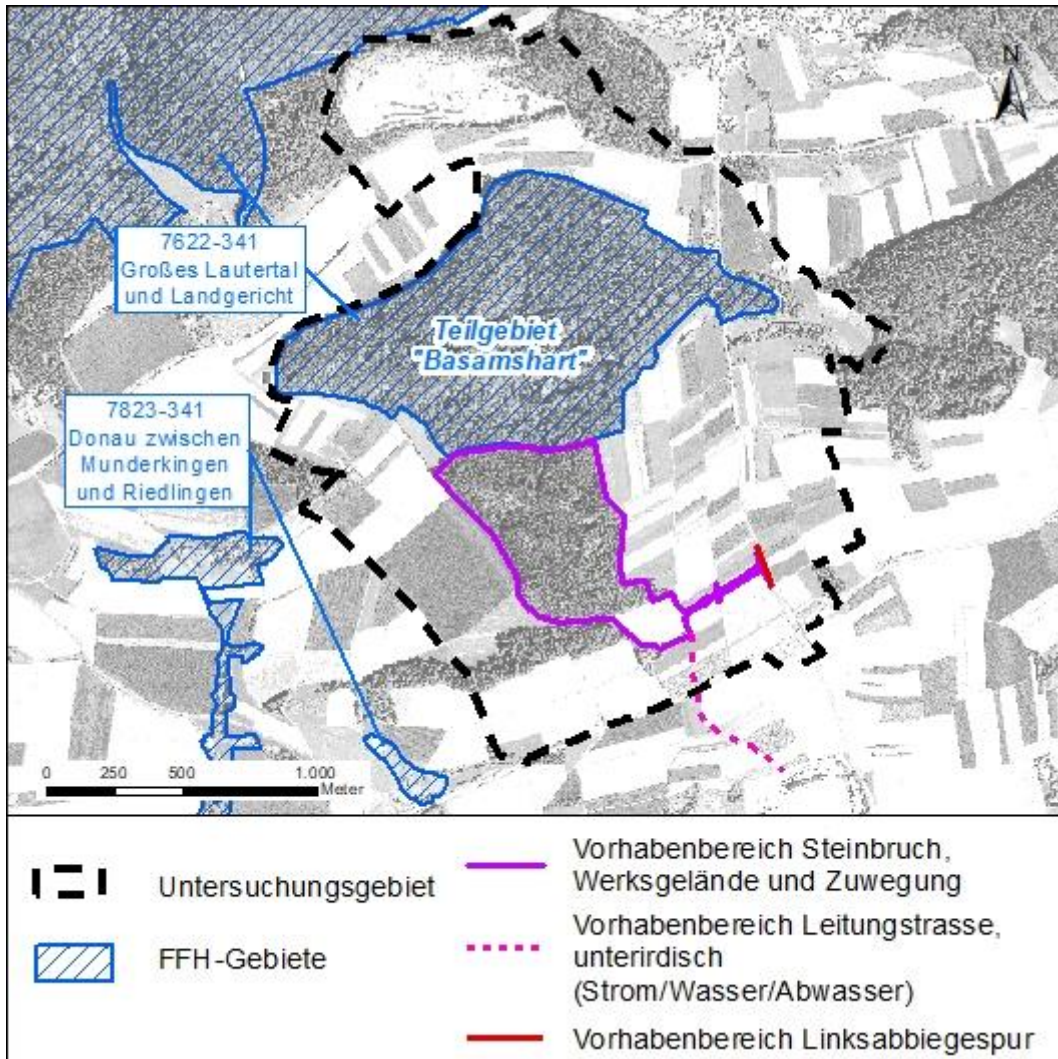 N
7622-341
Großes Lautertal
und Landgericht
Teilgebiet
"Basamshart"
7823-341
Donau zwischen
Munderkingen
und Riedlingen
0 250 500 1.000
Meter
Untersuchungsgebiet
FFH-Gebiete
Vorhabenbereich Steinbruch,
Werksgelände und Zuwegung
Vorhabenbereich Leitungstrasse,
unterirdisch
(Strom/Wasser/Abwasser)
Vorhabenbereich Linksabbiegespur